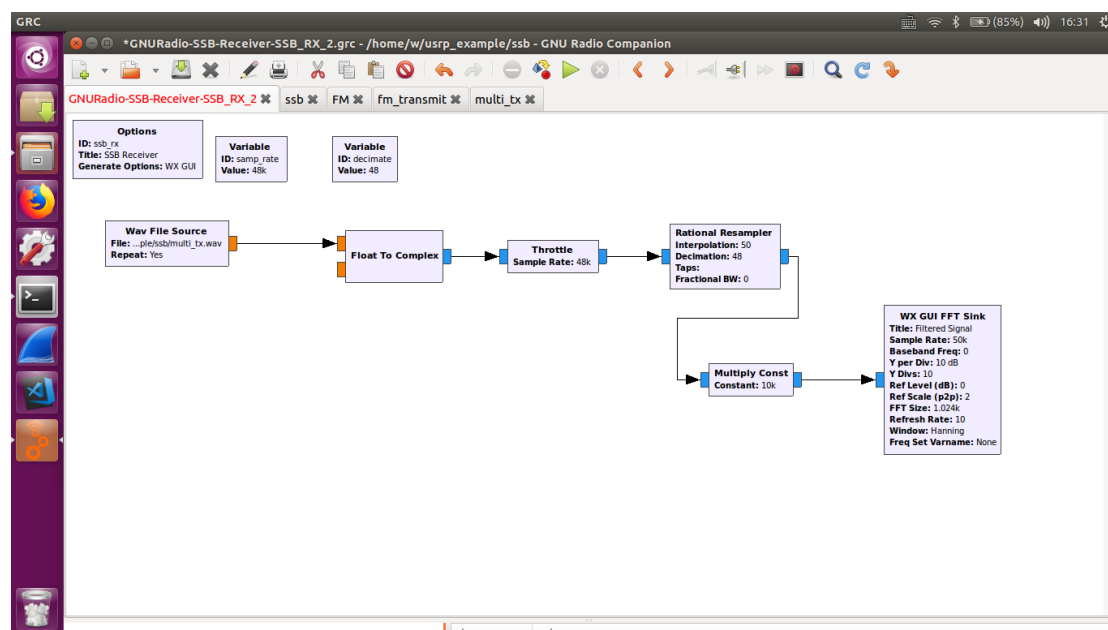 GRC
(85%)
16:31
*GNURadio-SSB-Receiver-SSB_RX_2.grc - /home/w/usrp_example/ssb - GNU Radio Companion
GNURadio-SSB-Receiver-SSB_RX_2 ssb FM fm_transmit multi_tx
Options
ID: ssb_rx
Title: SSB Receiver
Generate Options: WX GUI
Variable
ID: samp_rate
Value: 48k
Variable
ID: decimate
Value: 48
Wav File Source
File: ...ple/ssb/multi_tx.wav
Repeat: Yes
Float To Complex
Throttle
Sample Rate: 48k
Rational Resampler
Interpolation: 50
Decimation: 48
Taps:
Fractional BW: 0
Multiply Const
Constant: 10k
WX GUI FFT Sink
Title: Filtered Signal
Sample Rate: 50k
Baseband Freq: 0
Y per Div: 10 dB
Y Divs: 10
Ref Level (dB): 0
Ref Scale (p2p): 2
FFT Size: 1.024k
Refresh Rate: 10
Window: Hanning
Freq Set Varname: None